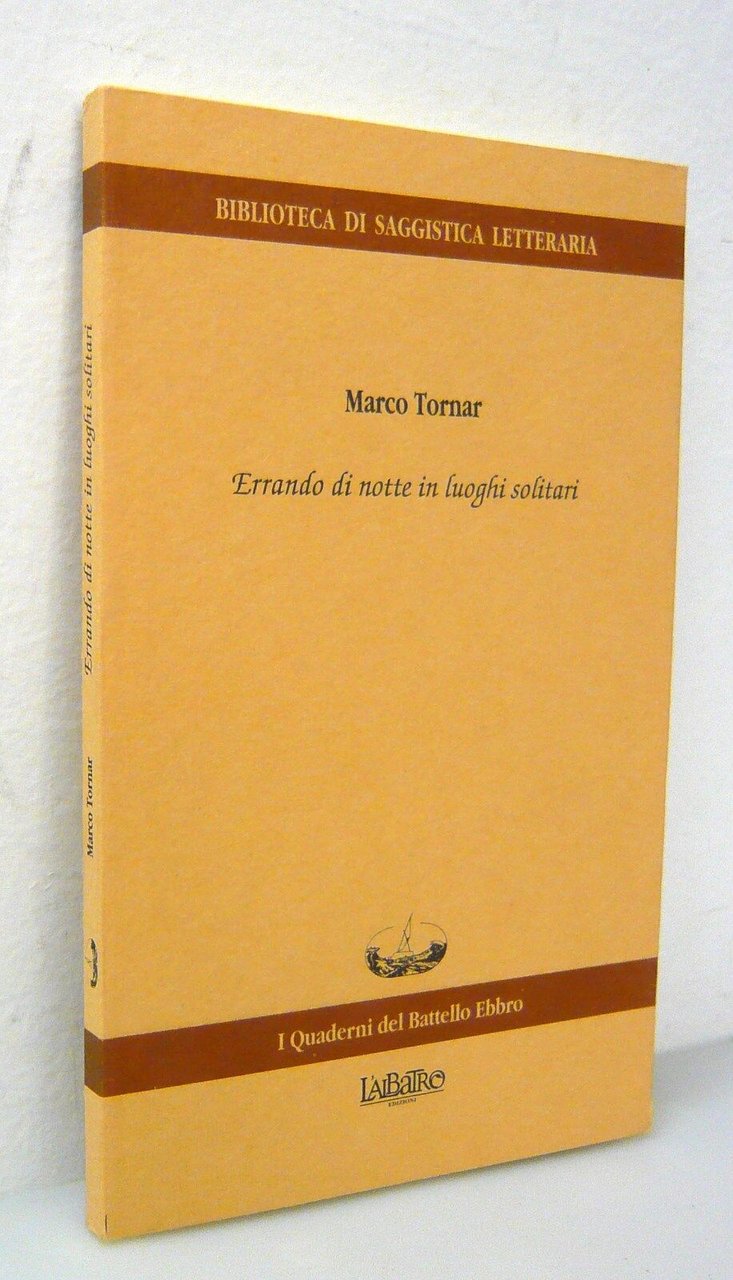 BIBLIOTECA DI SAGGISTICA LETTERARIA
Marco Tornar
Errando di notte in luoghi solitari
I Quaderni del Battello Ebbro
L'ALBATRO
EDIZIONI
Errando di notte in luoghi solitari
Marco Tornar